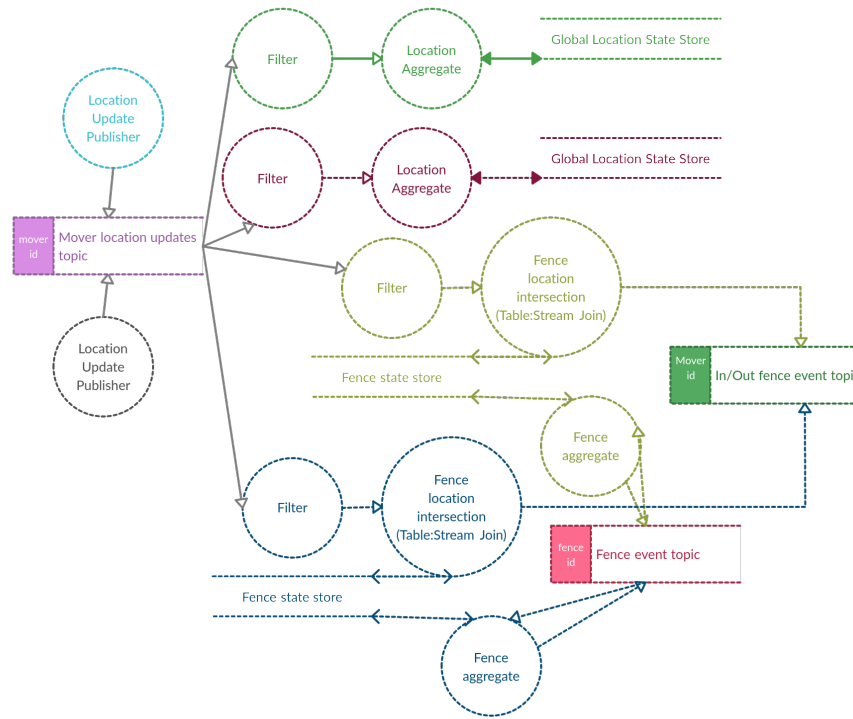 Filter
Location
Aggregate
Global Location State Store
Location
Update
Publisher
Filter
Location
Aggregate
Global Location State Store
mover
id
Mover location updates
topic
Filter
Fence
location
intersection
(Table:Stream Join)
Location
Update
Publisher
Fence state store
Mover
id
In/Out fence event topi
Fence
aggregate
Filter
Fence
location
intersection
(Table:Stream Join)
fence
id
Fence event topic
Fence state store
Fence
aggregate